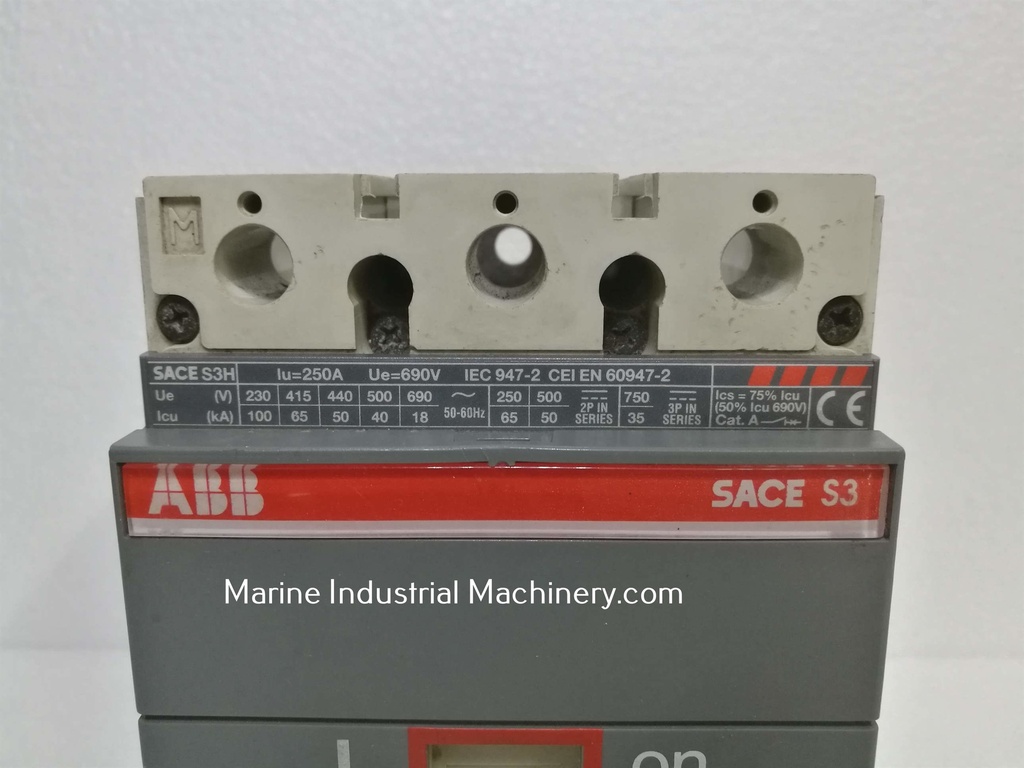 M
SACE S3H Iu=250A Ue=690V IEC 947-2 CEI EN 60947-2
Ue (V) 230 415 440 500 690 ~ 50-60Hz 250 500 2P IN SERIES 750 3P IN SERIES Ics = 75% Icu
Icu (kA) 100 65 50 40 18 65 50 35 (50% Icu 690V)
Cat. A CE
ABB SACE S3
Marine Industrial Machinery.com
I on